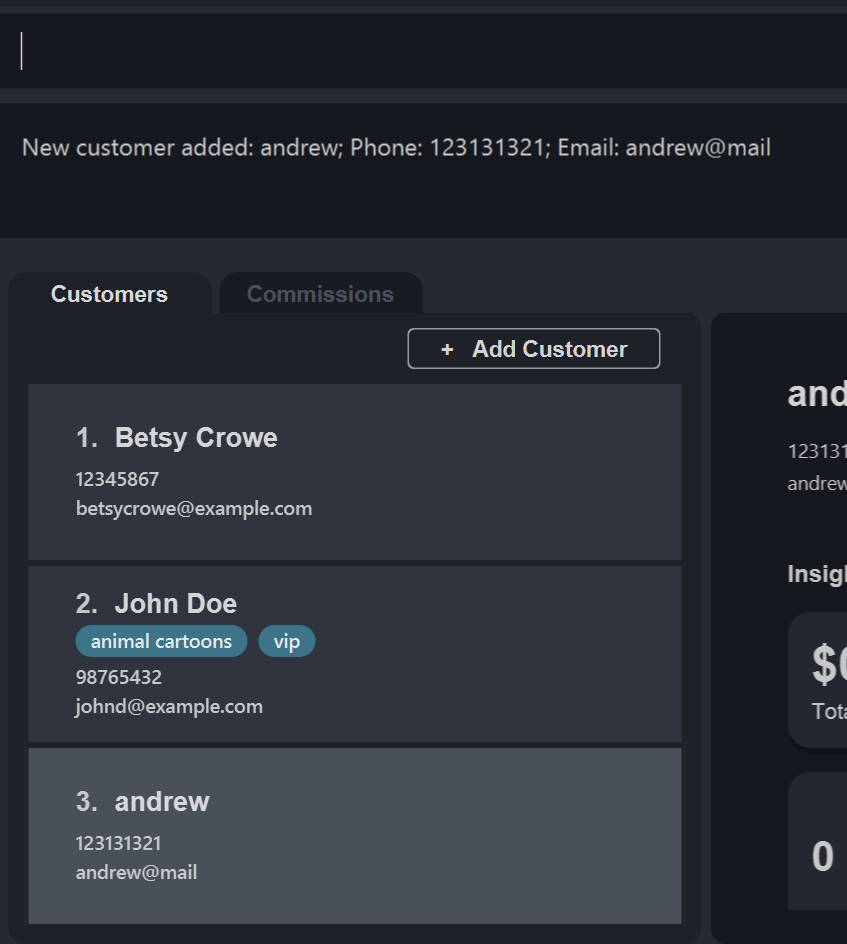 New customer added: andrew; Phone: 123131321; Email: andrew@mail
Customers
Commissions
+ Add Customer
1. Betsy Crowe
12345867
betsycrowe@example.com
2. John Doe
animal cartoons
vip
98765432
johnd@example.com
3. andrew
123131321
andrew@mail
and
123131
andrew
Insig
$0
Tota
0